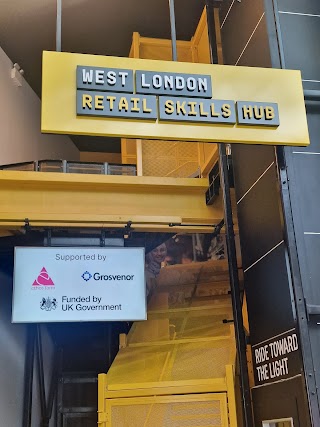 WEST LONDON
RETAIL SKILLS HUB
Supported by
Grosvenor
Funded by
UK Government
RIDE TOWARD
THE LIGHT